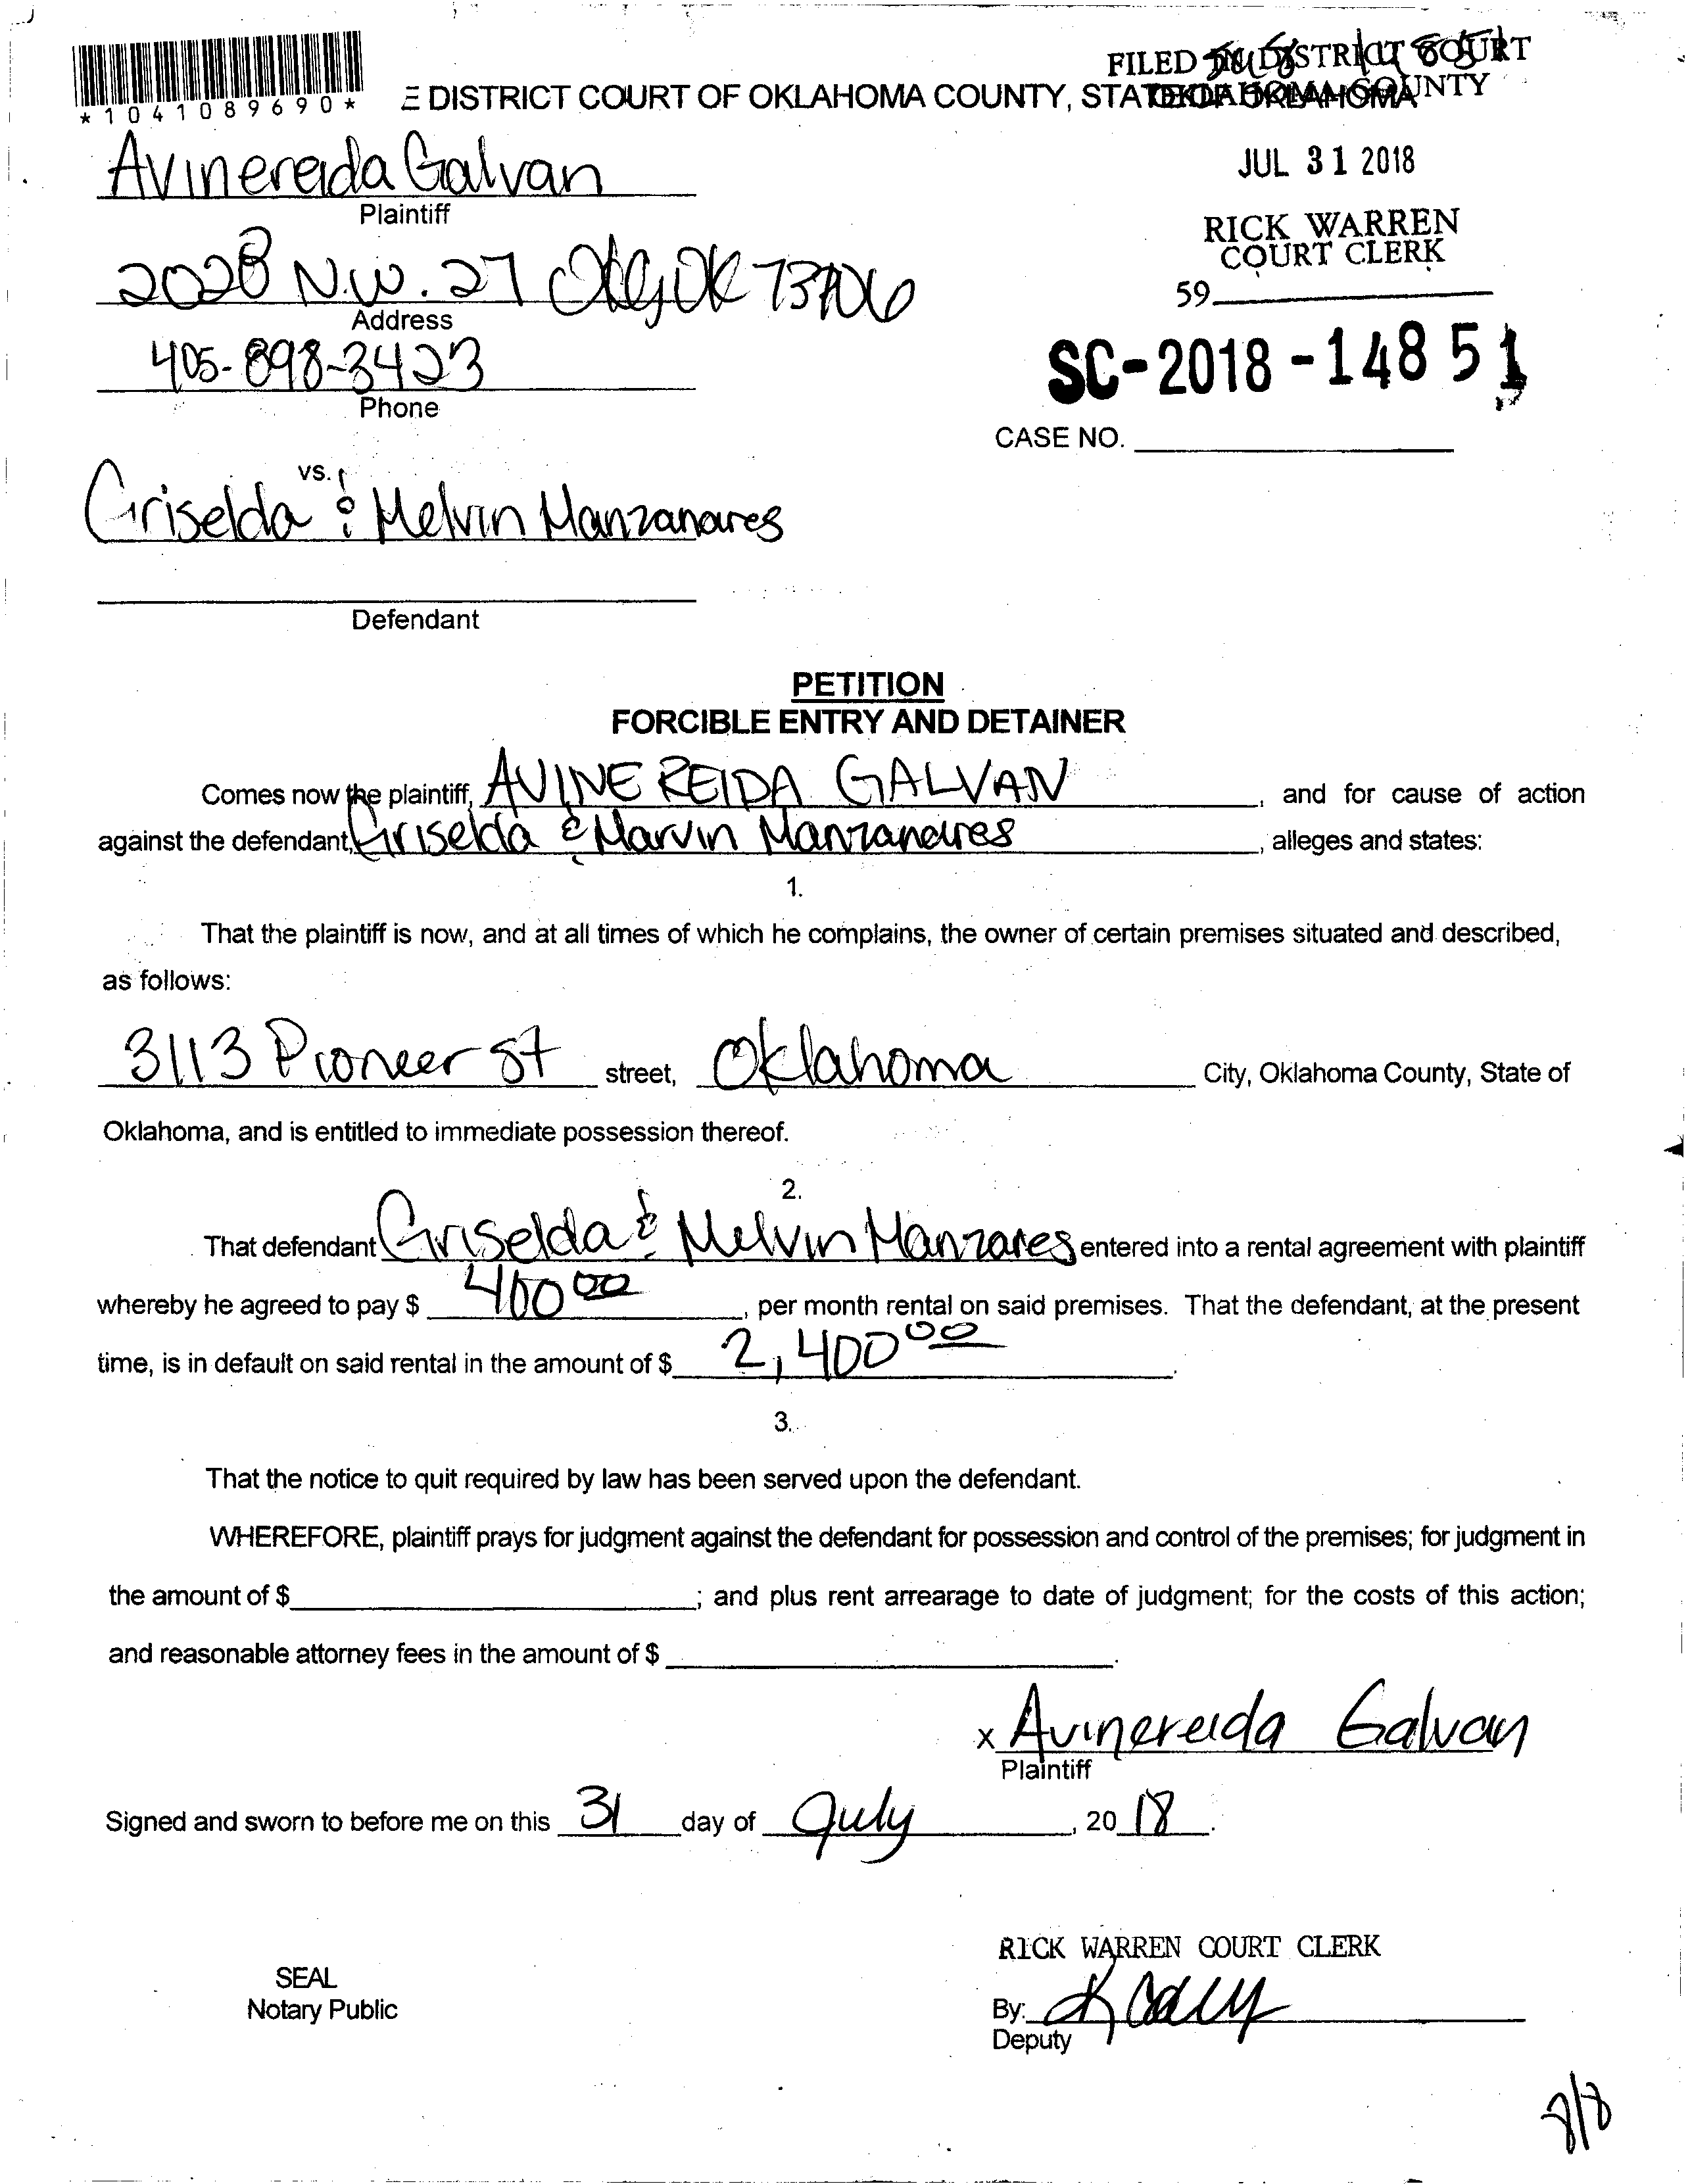 FILED IN DISTRICT COURT
OKLAHOMA COUNTY
*1041089690*
E DISTRICT COURT OF OKLAHOMA COUNTY, STATE OF OKLAHOMA
JUL 31 2018
Avinereida Galvan
Plaintiff
RICK WARREN
COURT CLERK
2028 N.W. 27 OKC, OK 73106
Address
59
405-898-3423
Phone
SC-2018-14851
CASE NO.
vs.
Griselda & Melvin Manzanares
Defendant
PETITION
FORCIBLE ENTRY AND DETAINER
Comes now the plaintiff, AVINEREIDA GALVAN, and for cause of action
against the defendant, Griselda & Marvin Manzanares, alleges and states:
1.
That the plaintiff is now, and at all times of which he complains, the owner of certain premises situated and described,
as follows:
3113 Pioneer St street, Oklahoma City, Oklahoma County, State of
Oklahoma, and is entitled to immediate possession thereof.
2.
That defendant Griselda & Melvin Manzares entered into a rental agreement with plaintiff
whereby he agreed to pay $ 400 00, per month rental on said premises. That the defendant, at the present
time, is in default on said rental in the amount of $ 2,400 00.
3.
That the notice to quit required by law has been served upon the defendant.
WHEREFORE, plaintiff prays for judgment against the defendant for possession and control of the premises; for judgment in
the amount of $ ; and plus rent arrearage to date of judgment; for the costs of this action;
and reasonable attorney fees in the amount of $ .
x Avinereida Galvan
Plaintiff
Signed and sworn to before me on this 31 day of July, 20 18.
RICK WARREN COURT CLERK
SEAL
Notary Public
By:
Deputy
8/8